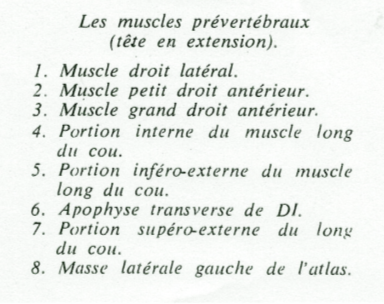 Les muscles prévertébraux
(tête en extension).
1. Muscle droit latéral.
2. Muscle petit droit antérieur.
3. Muscle grand droit antérieur.
4. Portion interne du muscle long
du cou.
5. Portion inféro-externe du muscle
long du cou.
6. Apophyse transverse de DI.
7. Portion supéro-externe du long
du cou.
8. Masse latérale gauche de l'atlas.